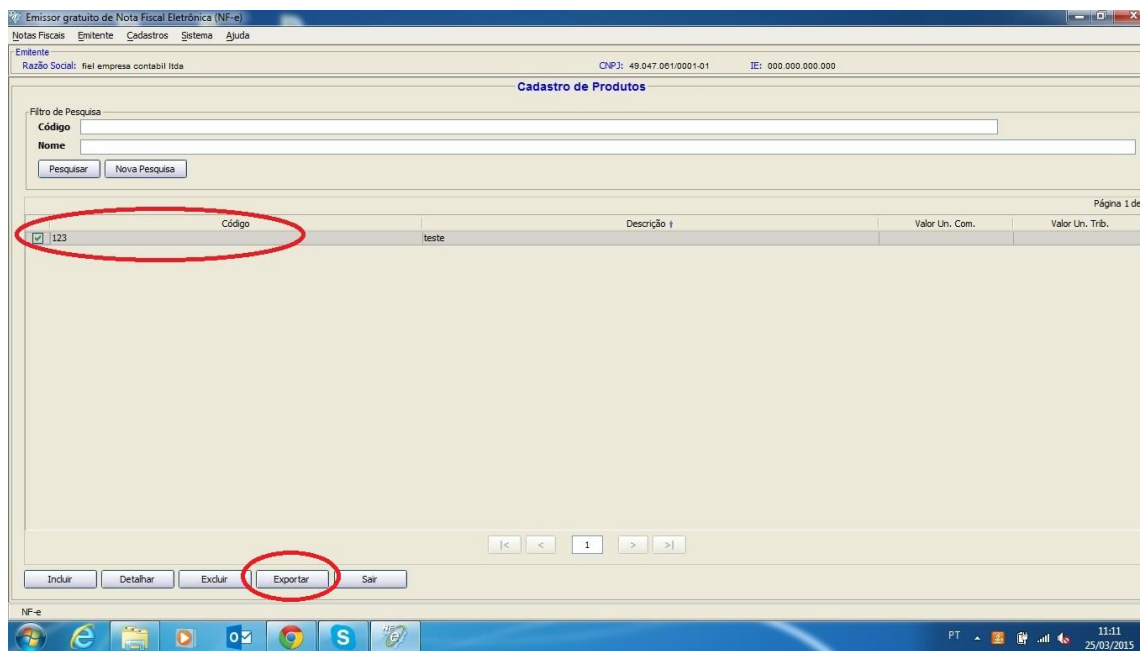 Emissor gratuito de Nota Fiscal Eletrônica (NF-e)
Notas Fiscais Emitente Cadastros Sistema Ajuda
Emitente
Razão Social: fiel empresa contabil ltda CNPJ: 49.047.061/0001-01 IE: 000.000.000.000
Cadastro de Produtos
Filtro de Pesquisa
Código
Nome
Pesquisar Nova Pesquisa
Página 1 de
Código Descrição ↑ Valor Un. Com. Valor Un. Trib.
123 teste
|< < 1 > >|
Incluir Detalhar Excluir Exportar Sair
NF-e
PT 11:11
25/03/2015